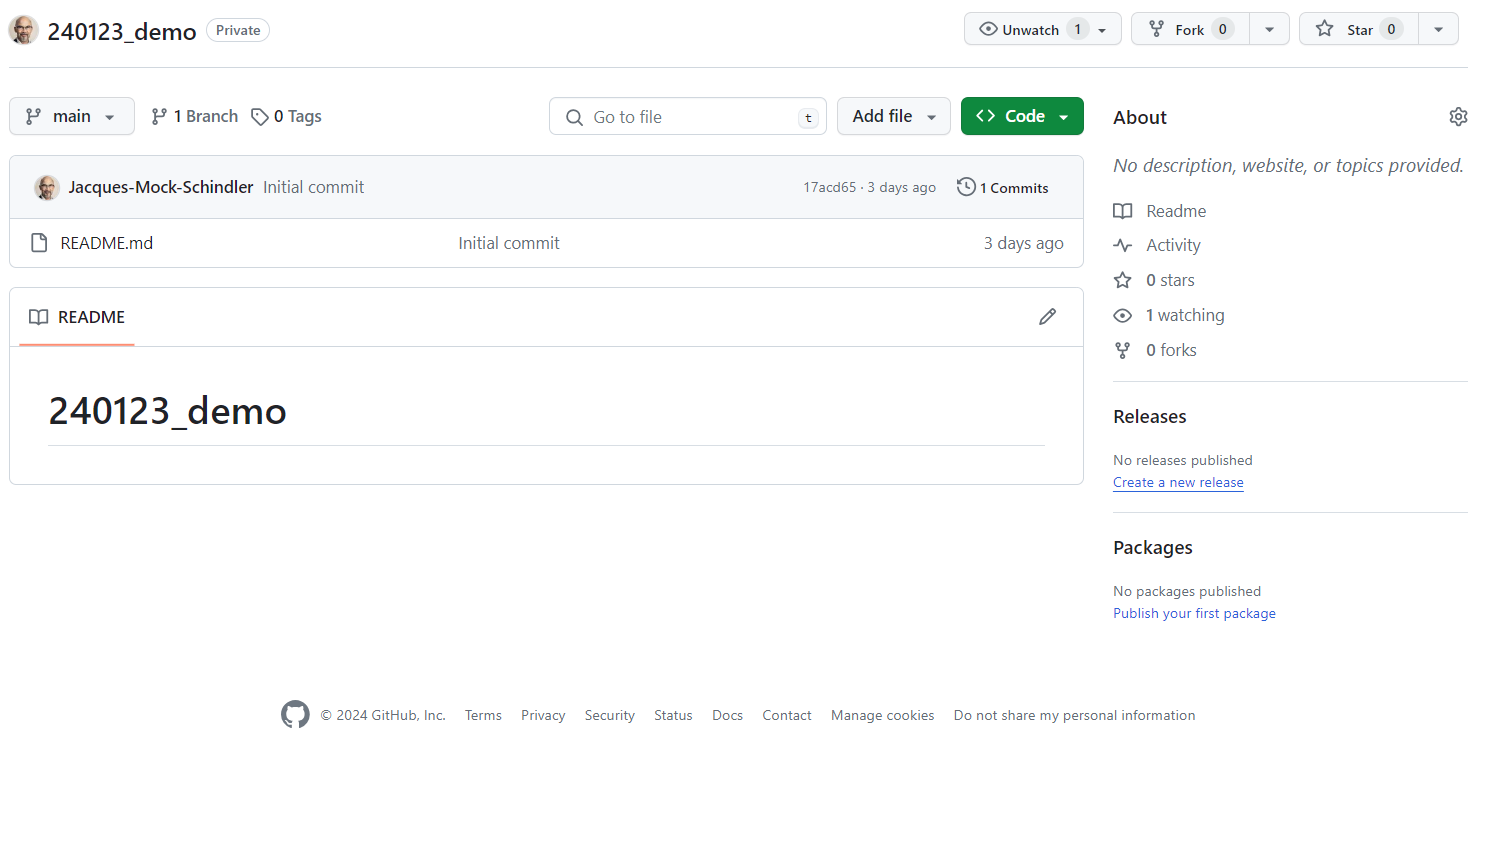 240123_demo Private Unwatch 1 Fork 0 Star 0
main 1 Branch 0 Tags Go to file t Add file Code
Jacques-Mock-Schindler Initial commit 17acd65 · 3 days ago 1 Commits
README.md Initial commit 3 days ago
README
240123_demo
About
No description, website, or topics provided.
Readme
Activity
0 stars
1 watching
0 forks
Releases
No releases published
Create a new release
Packages
No packages published
Publish your first package
© 2024 GitHub, Inc. Terms Privacy Security Status Docs Contact Manage cookies Do not share my personal information